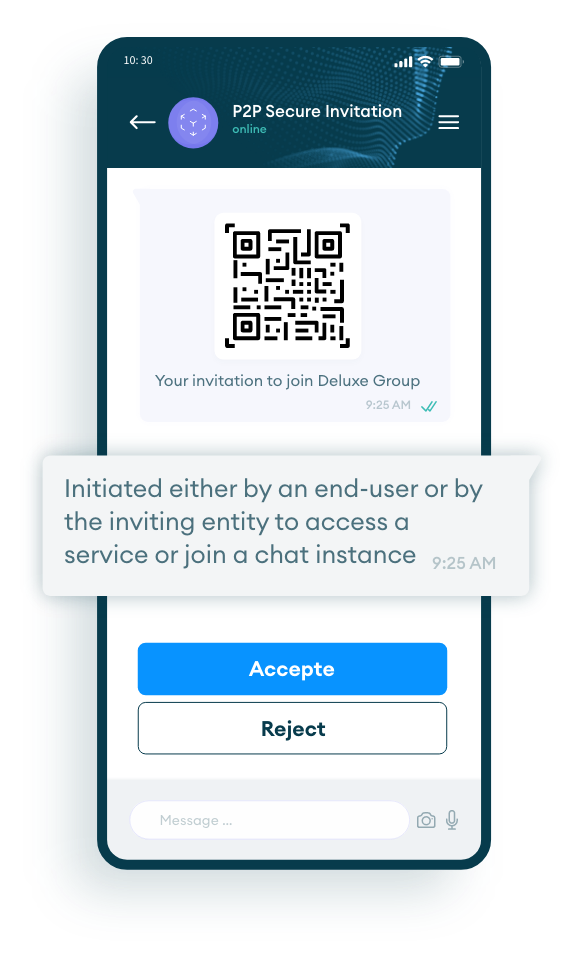 10: 30
P2P Secure Invitation
online
Your invitation to join Deluxe Group
9:25 AM
Initiated either by an end-user or by
the inviting entity to access a
service or join a chat instance
9:25 AM
Accepte
Reject
Message ...